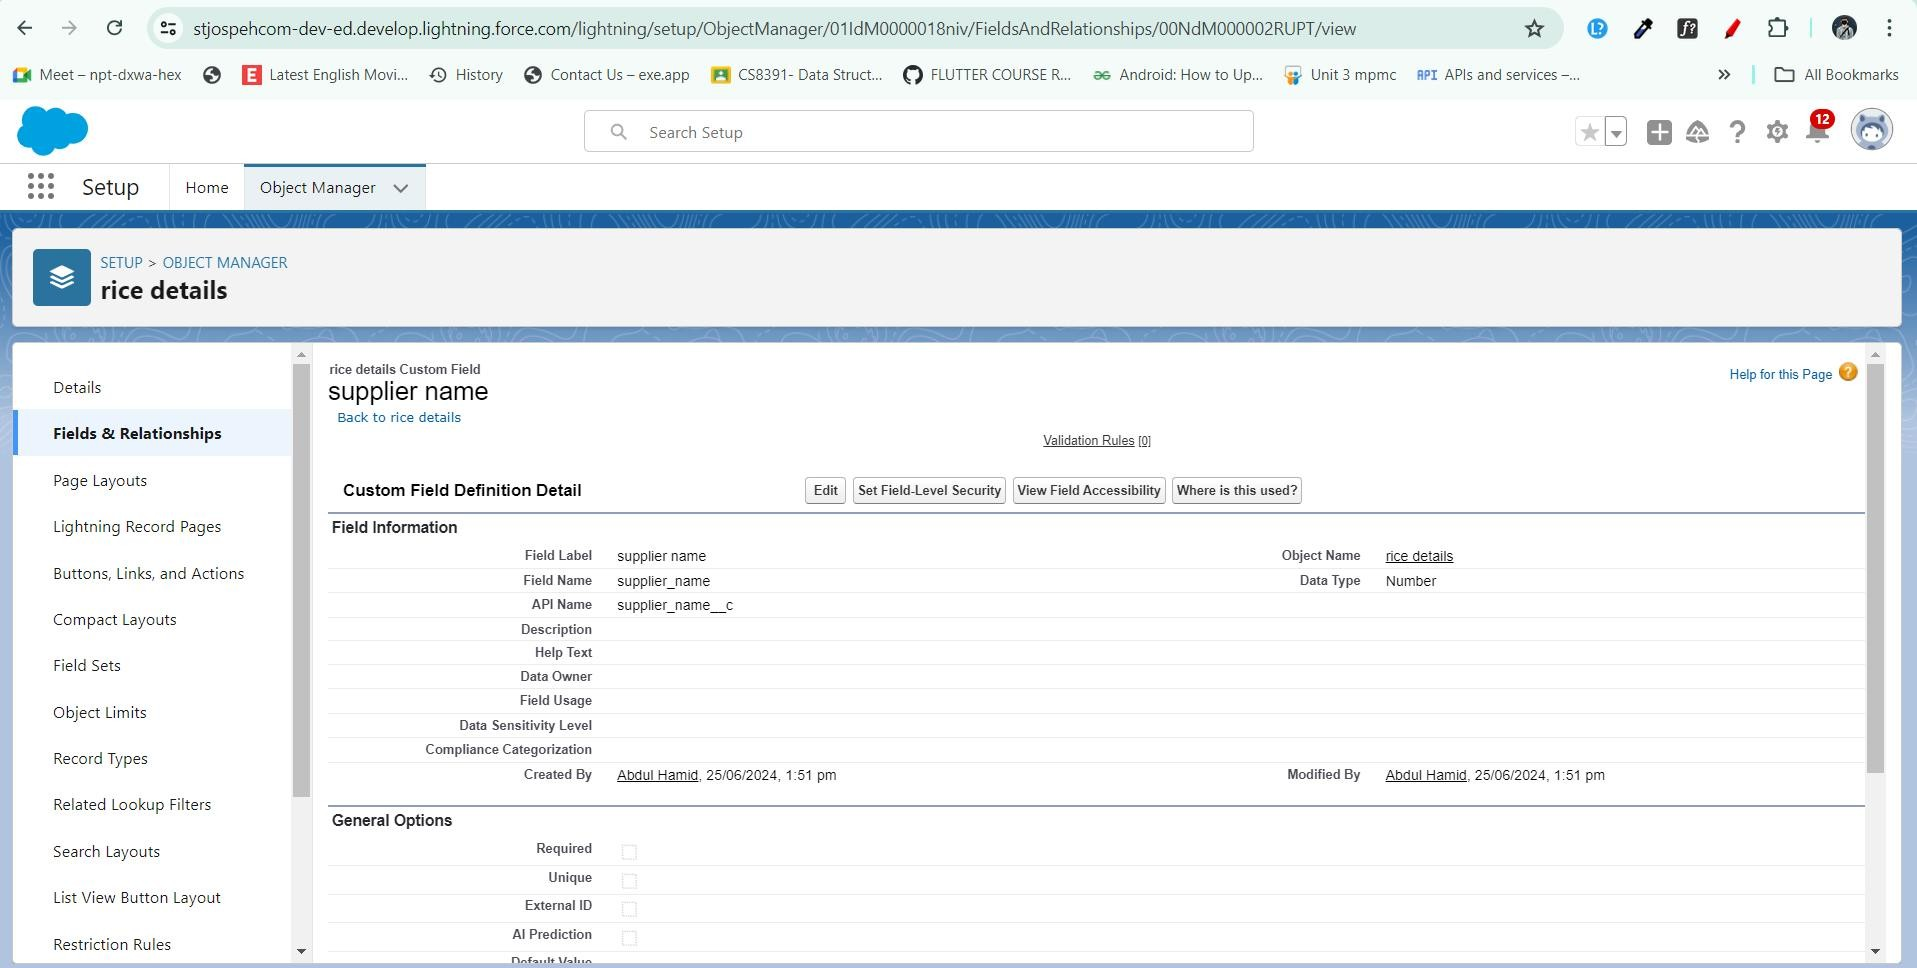 stjospehcom-dev-ed.develop.lightning.force.com/lightning/setup/ObjectManager/01IdM0000018niv/FieldsAndRelationships/00NdM000002RUPT/view
Meet – npt-dxwa-hex
Latest English Movi...
History
Contact Us – exe.app
CS8391- Data Struct...
FLUTTER COURSE R...
Android: How to Up...
Unit 3 mpmc
API APIs and services –...
»
All Bookmarks
Search Setup
12
Setup
Home
Object Manager
SETUP > OBJECT MANAGER
rice details
Details
Fields & Relationships
Page Layouts
Lightning Record Pages
Buttons, Links, and Actions
Compact Layouts
Field Sets
Object Limits
Record Types
Related Lookup Filters
Search Layouts
List View Button Layout
Restriction Rules
rice details Custom Field
supplier name
Back to rice details
Help for this Page
Validation Rules [0]
Custom Field Definition Detail
Edit
Set Field-Level Security
View Field Accessibility
Where is this used?
Field Information
Field Label supplier name Object Name rice details
Field Name supplier_name Data Type Number
API Name supplier_name__c
Description
Help Text
Data Owner
Field Usage
Data Sensitivity Level
Compliance Categorization
Created By Abdul Hamid, 25/06/2024, 1:51 pm Modified By Abdul Hamid, 25/06/2024, 1:51 pm
General Options
Required
Unique
External ID
AI Prediction
Default Value